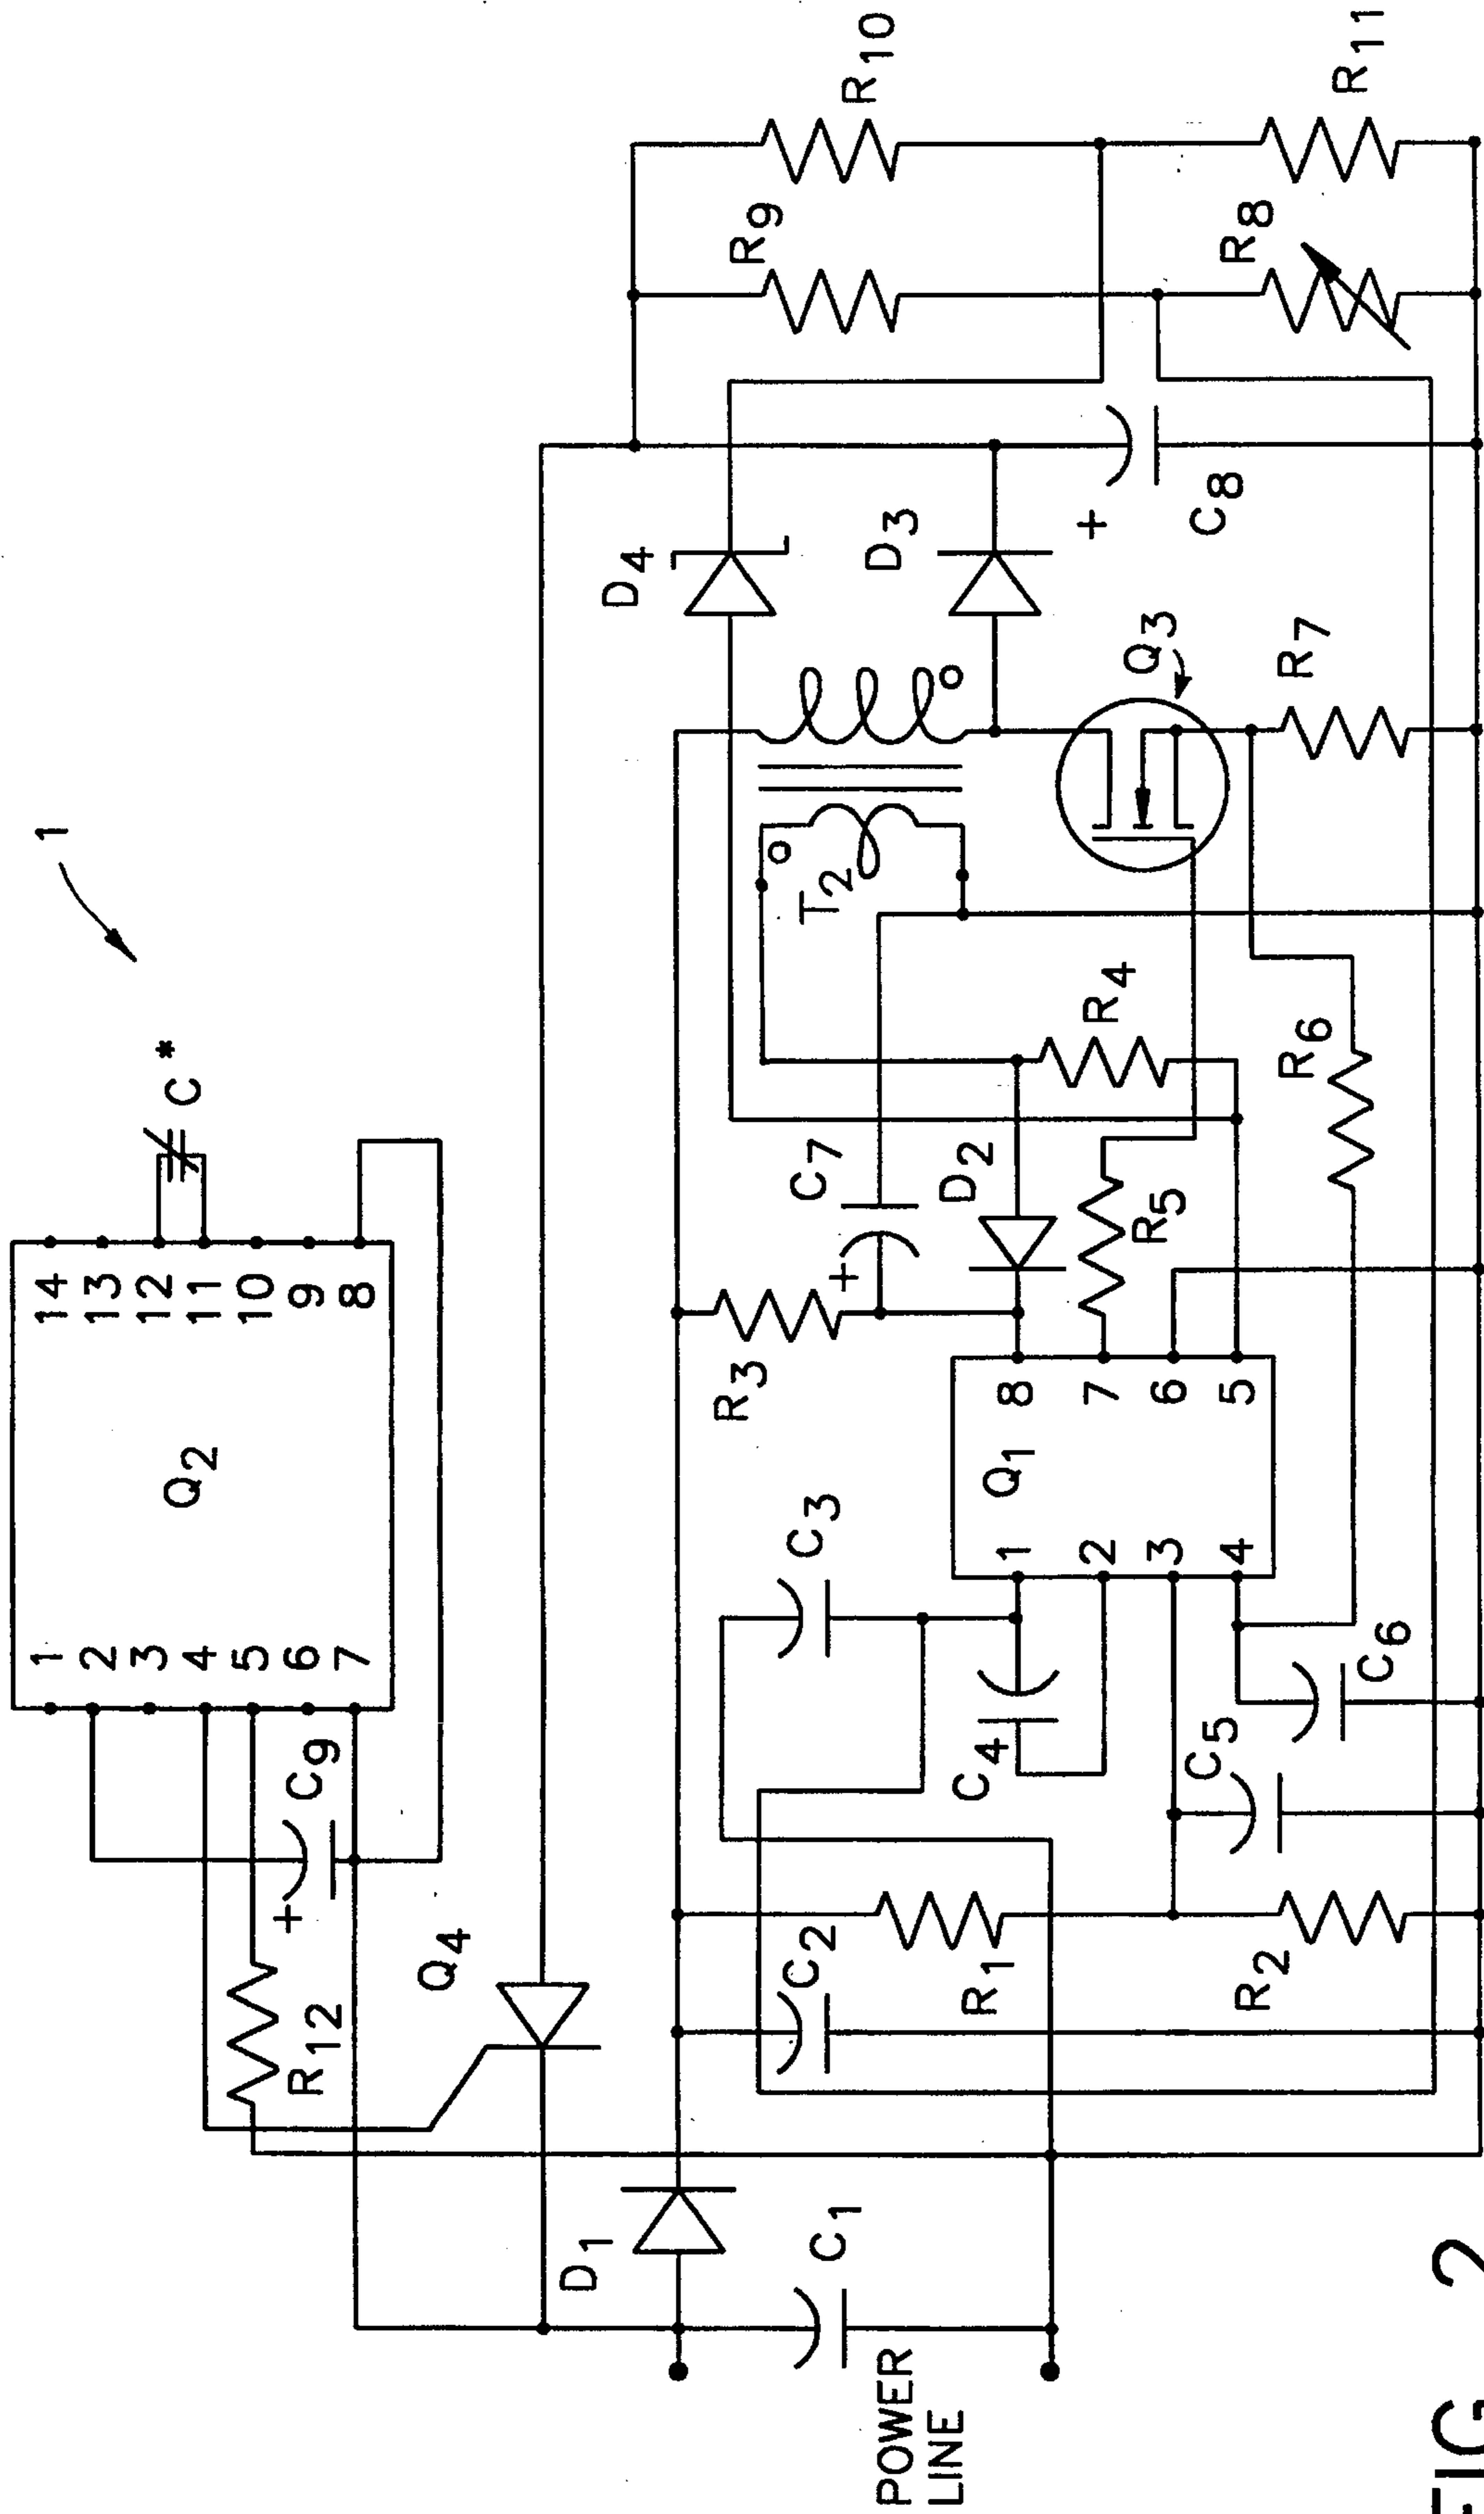 1
Q2
1
2
3
4
5
6
7
14
13
12
11
10
9
8
C*
C9
+
R12
Q4
D1
C1
POWER
LINE
C2
R1
R2
C3
C4
C5
C6
Q1
1
2
3
4
8
7
6
5
R3
+
C7
D2
R5
R4
R6
T2
Q3
R7
D4
D3
+
C8
R9
R10
R8
R11
FIG 2